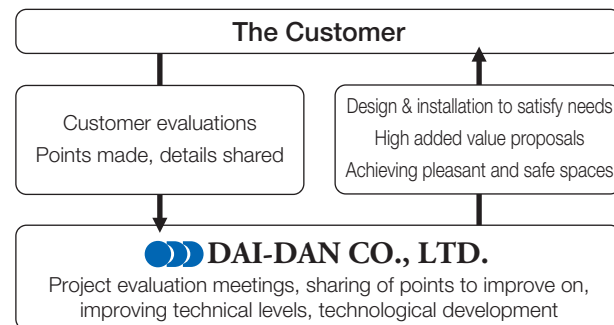 The Customer
Customer evaluations
Points made, details shared
Design & installation to satisfy needs
High added value proposals
Achieving pleasant and safe spaces
DAI-DAN CO., LTD.
Project evaluation meetings, sharing of points to improve on,
improving technical levels, technological development